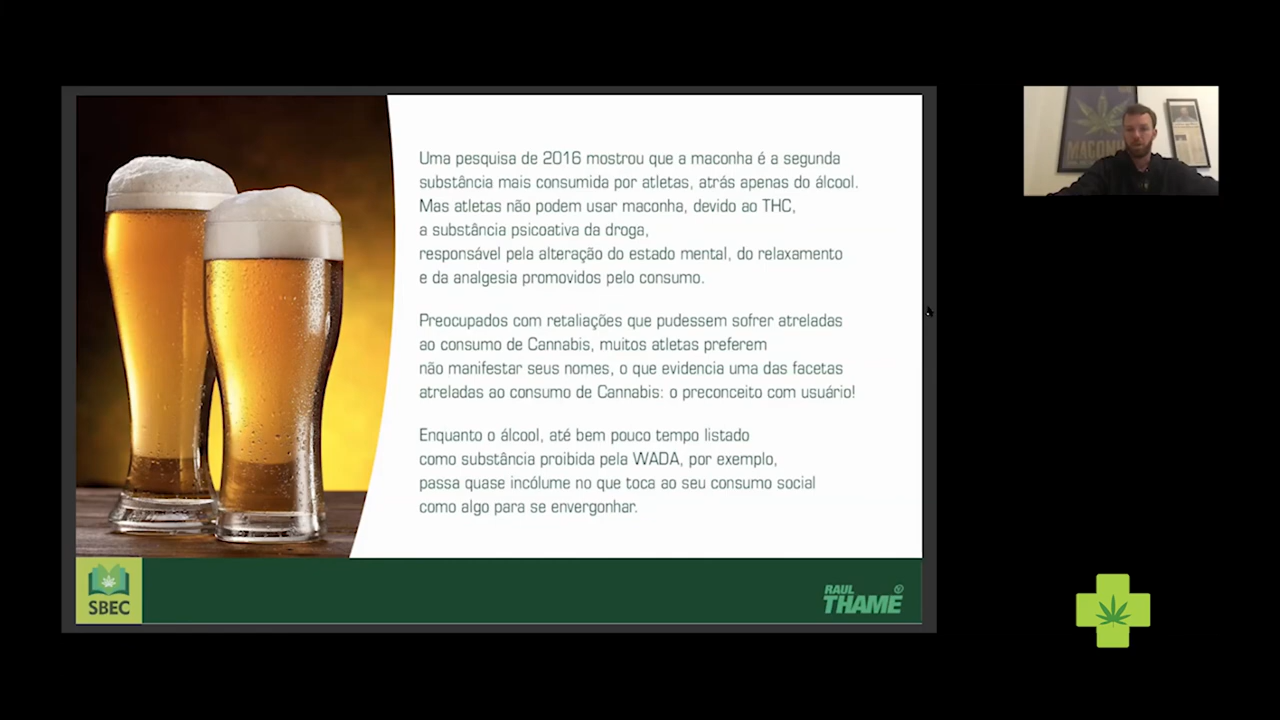 Uma pesquisa de 2016 mostrou que a maconha é a segunda
substância mais consumida por atletas, atrás apenas do álcool.
Mas atletas não podem usar maconha, devido ao THC,
a substância psicoativa da droga,
responsável pela alteração do estado mental, do relaxamento
e da analgesia promovidos pelo consumo.
Preocupados com retaliações que pudessem sofrer atreladas
ao consumo de Cannabis, muitos atletas preferem
não manifestar seus nomes, o que evidencia uma das facetas
atreladas ao consumo de Cannabis: o preconceito com usuário!
Enquanto o álcool, até bem pouco tempo listado
como substância proibida pela WADA, por exemplo,
passa quase incólume no que toca ao seu consumo social
como algo para se envergonhar.
SBEC
RAUL
THAME
MACONHA